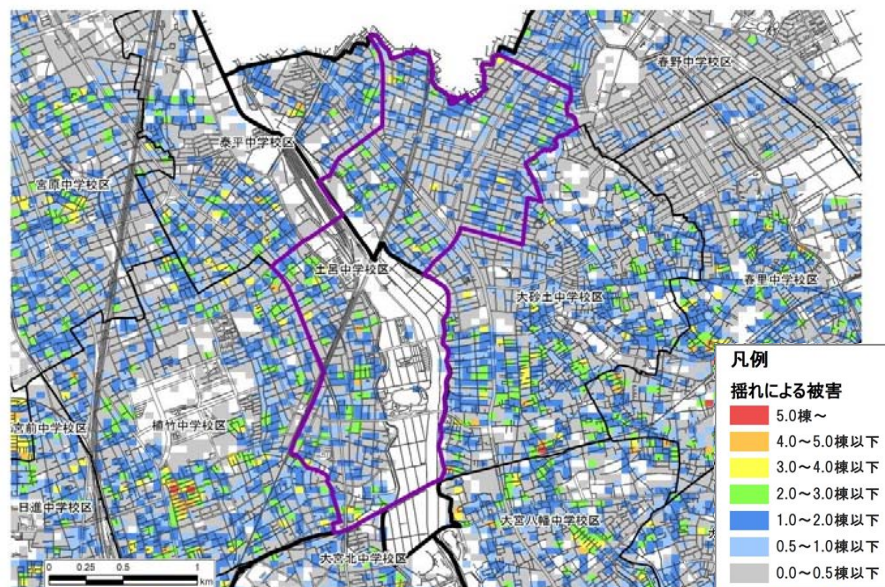 春野中学校区
泰平中学校区
宮原中学校区
土呂中学校区
春里中学校区
大砂土中学校区
宮前中学校区
植竹中学校区
日進中学校区
大宮八幡中学校区
大宮北中学校区
0 0.25 0.5 1
km
凡例
揺れによる被害
5.0棟～
4.0～5.0棟以下
3.0～4.0棟以下
2.0～3.0棟以下
1.0～2.0棟以下
0.5～1.0棟以下
0.0～0.5棟以下